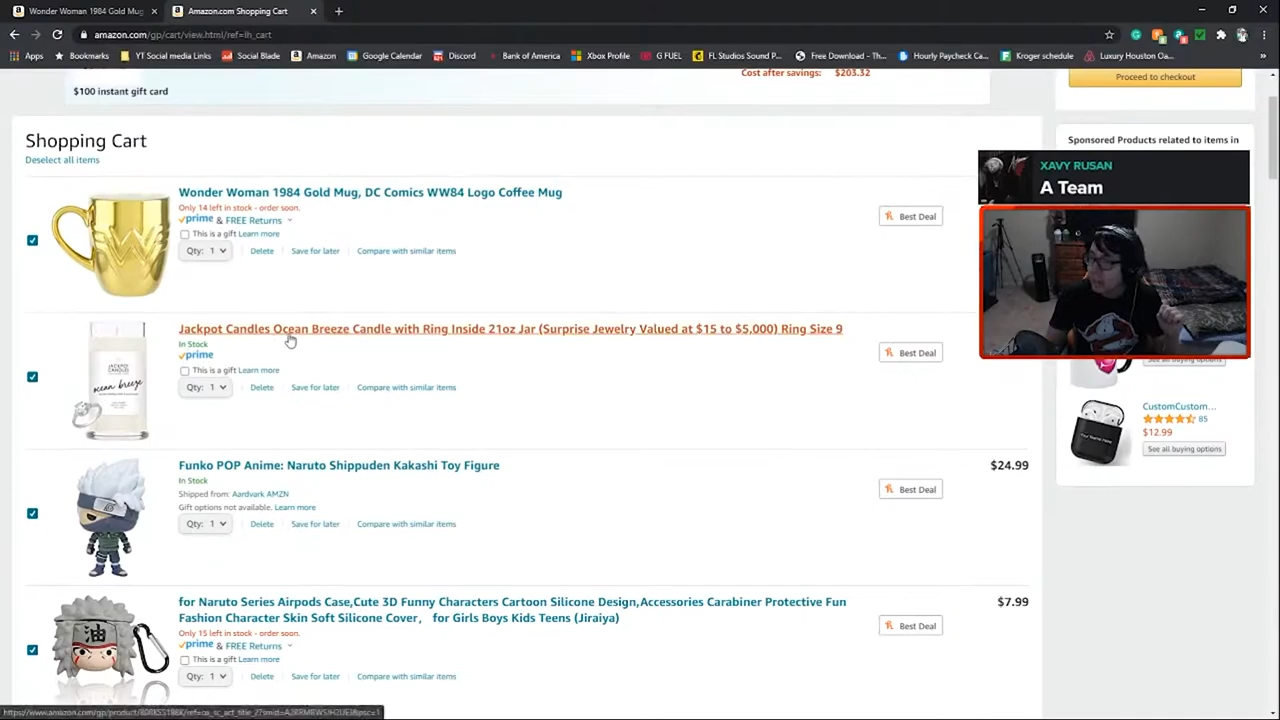 Wonder Woman 1984 Gold Mug
Amazon.com Shopping Cart
amazon.com/gp/cart/view.html/ref=lh_cart
Apps
Bookmarks
YT Social media Links
Social Blade
Amazon
Google Calendar
Discord
Bank of America
Xbox Profile
G FUEL
FL Studios Sound P...
Free Download - Th...
Hourly Paycheck Ca...
Kroger schedule
Luxury Houston Oa...
$100 instant gift card
Cost after savings: $203.32
Proceed to checkout
Shopping Cart
Deselect all items
Sponsored Products related to items in
XAVY RUSAN
A Team
Wonder Woman 1984 Gold Mug, DC Comics WW84 Logo Coffee Mug
Only 14 left in stock - order soon.
prime & FREE Returns
This is a gift Learn more
Qty: 1 Delete Save for later Compare with similar items
Best Deal
Jackpot Candles Ocean Breeze Candle with Ring Inside 21oz Jar (Surprise Jewelry Valued at $15 to $5,000) Ring Size 9
In Stock
prime
This is a gift Learn more
Qty: 1 Delete Save for later Compare with similar items
Best Deal
JACKPOT CANDLES
ocean breeze
See all buying options
CustomCustom...
85
$12.99
See all buying options
Funko POP Anime: Naruto Shippuden Kakashi Toy Figure
In Stock
Shipped from: Aardvark AMZN
Gift options not available. Learn more
Qty: 1 Delete Save for later Compare with similar items
Best Deal
$24.99
for Naruto Series Airpods Case,Cute 3D Funny Characters Cartoon Silicone Design,Accessories Carabiner Protective Fun
Fashion Character Skin Soft Silicone Cover, for Girls Boys Kids Teens (Jiraiya)
Only 15 left in stock - order soon.
prime & FREE Returns
This is a gift Learn more
Qty: 1 Delete Save for later Compare with similar items
Best Deal
$7.99
油